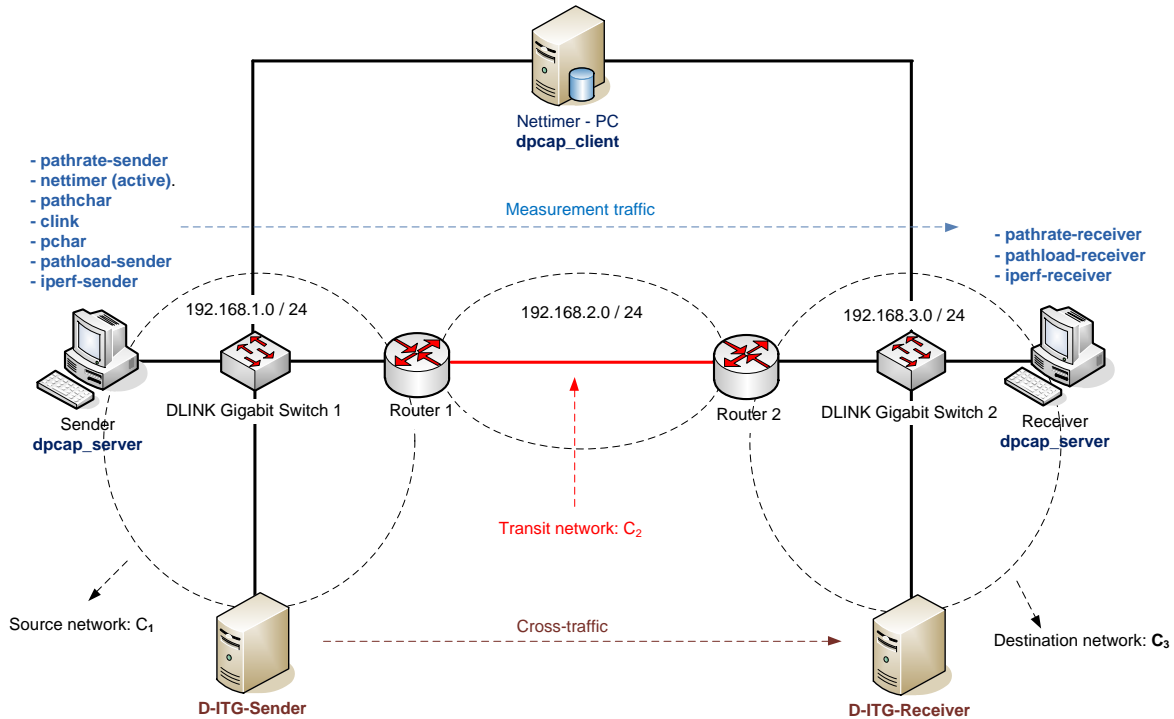 Nettimer - PC
dpcap_client
- pathrate-sender
- nettimer (active).
- pathchar
- clink
- pchar
- pathload-sender
- iperf-sender
Measurement traffic
- pathrate-receiver
- pathload-receiver
- iperf-receiver
192.168.1.0 / 24
192.168.2.0 / 24
192.168.3.0 / 24
Sender
dpcap_server
DLINK Gigabit Switch 1
Router 1
Router 2
DLINK Gigabit Switch 2
Receiver
dpcap_server
Transit network: C2
Source network: C1
Cross-traffic
Destination network: C3
D-ITG-Sender
D-ITG-Receiver